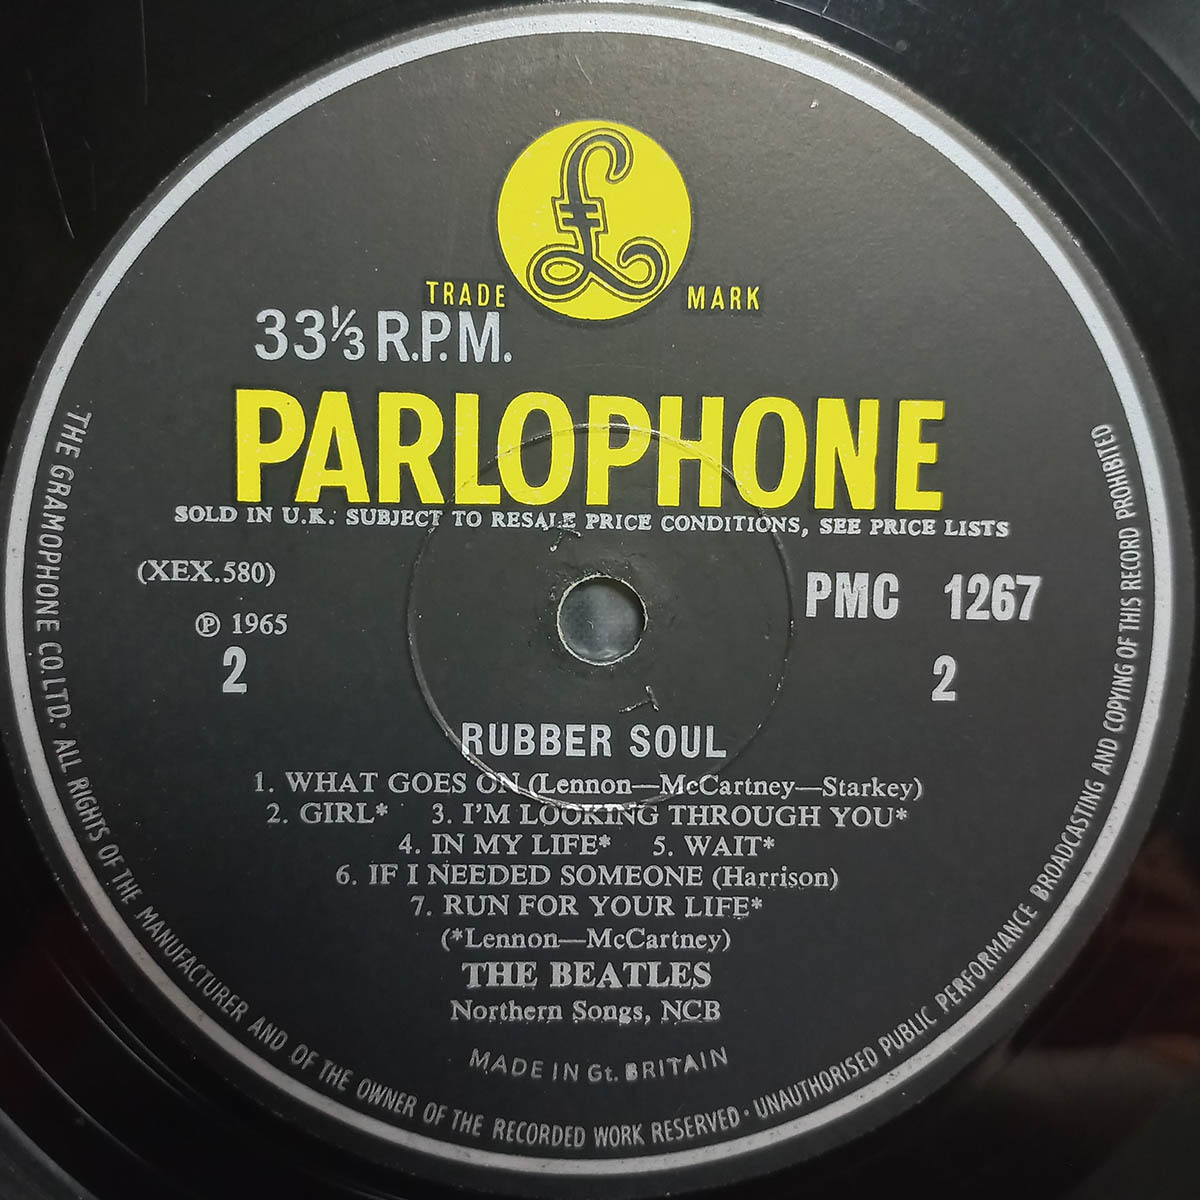 £
TRADE MARK
33⅓ R.P.M.
PARLOPHONE
SOLD IN U.K. SUBJECT TO RESALE PRICE CONDITIONS, SEE PRICE LISTS
(XEX.580)
PMC 1267
℗ 1965
2
2
RUBBER SOUL
1. WHAT GOES ON (Lennon—McCartney—Starkey)
2. GIRL* 3. I'M LOOKING THROUGH YOU*
4. IN MY LIFE* 5. WAIT*
6. IF I NEEDED SOMEONE (Harrison)
7. RUN FOR YOUR LIFE*
(*Lennon—McCartney)
THE BEATLES
Northern Songs, NCB
MADE IN Gt. BRITAIN
THE GRAMOPHONE CO. LTD. · ALL RIGHTS OF THE MANUFACTURER AND OF THE OWNER OF THE RECORDED WORK RESERVED · UNAUTHORISED PUBLIC PERFORMANCE BROADCASTING AND COPYING OF THIS RECORD PROHIBITED